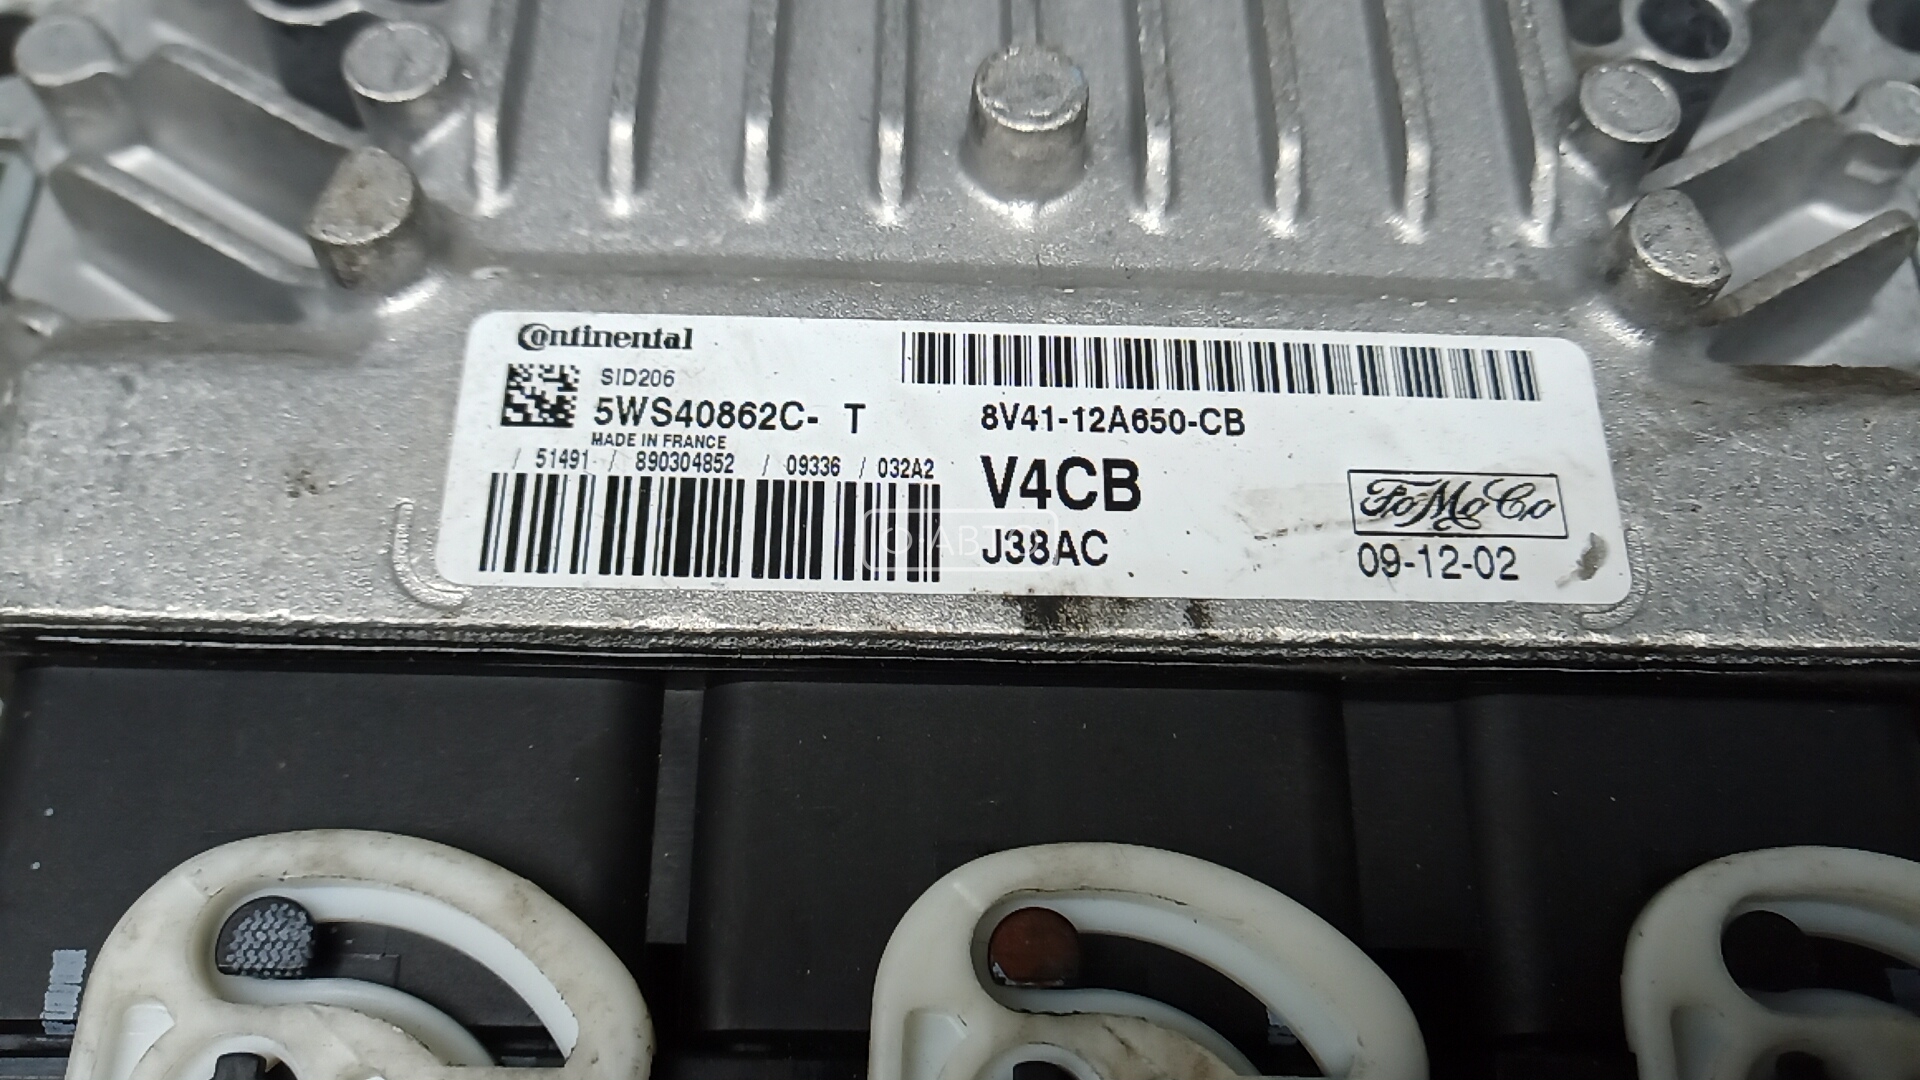 Continental
SID206
5WS40862C- T
MADE IN FRANCE
/ 51491 / 890304852 / 09336 / 032A2
8V41-12A650-CB
V4CB
J38AC
FoMoCo
09-12-02
О АВТО